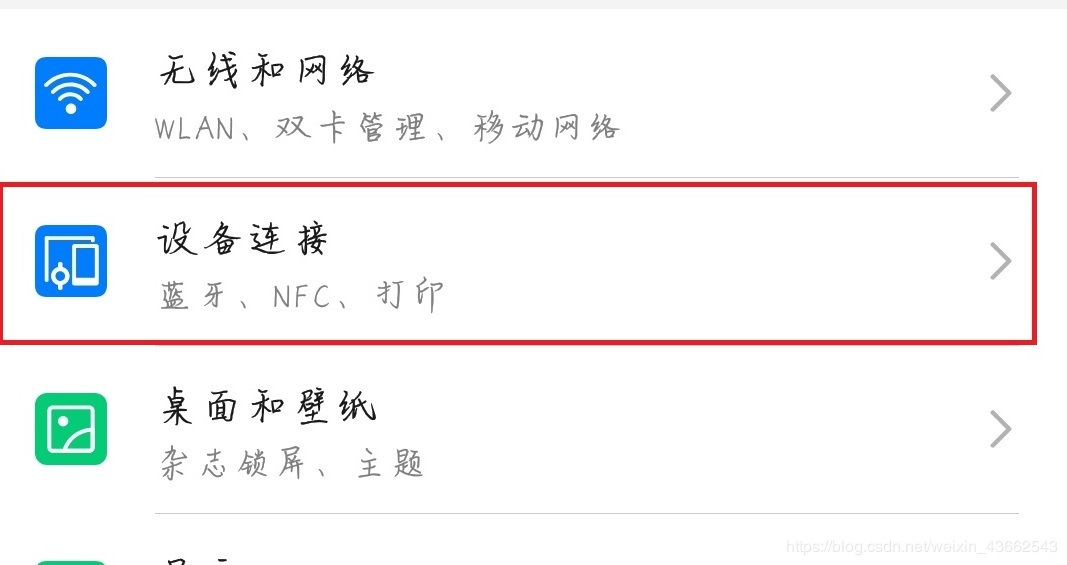 无线和网络
WLAN、双卡管理、移动网络
设备连接
蓝牙、NFC、打印
桌面和壁纸
杂志锁屏、主题
https://blog.csdn.net/weixin_43662543